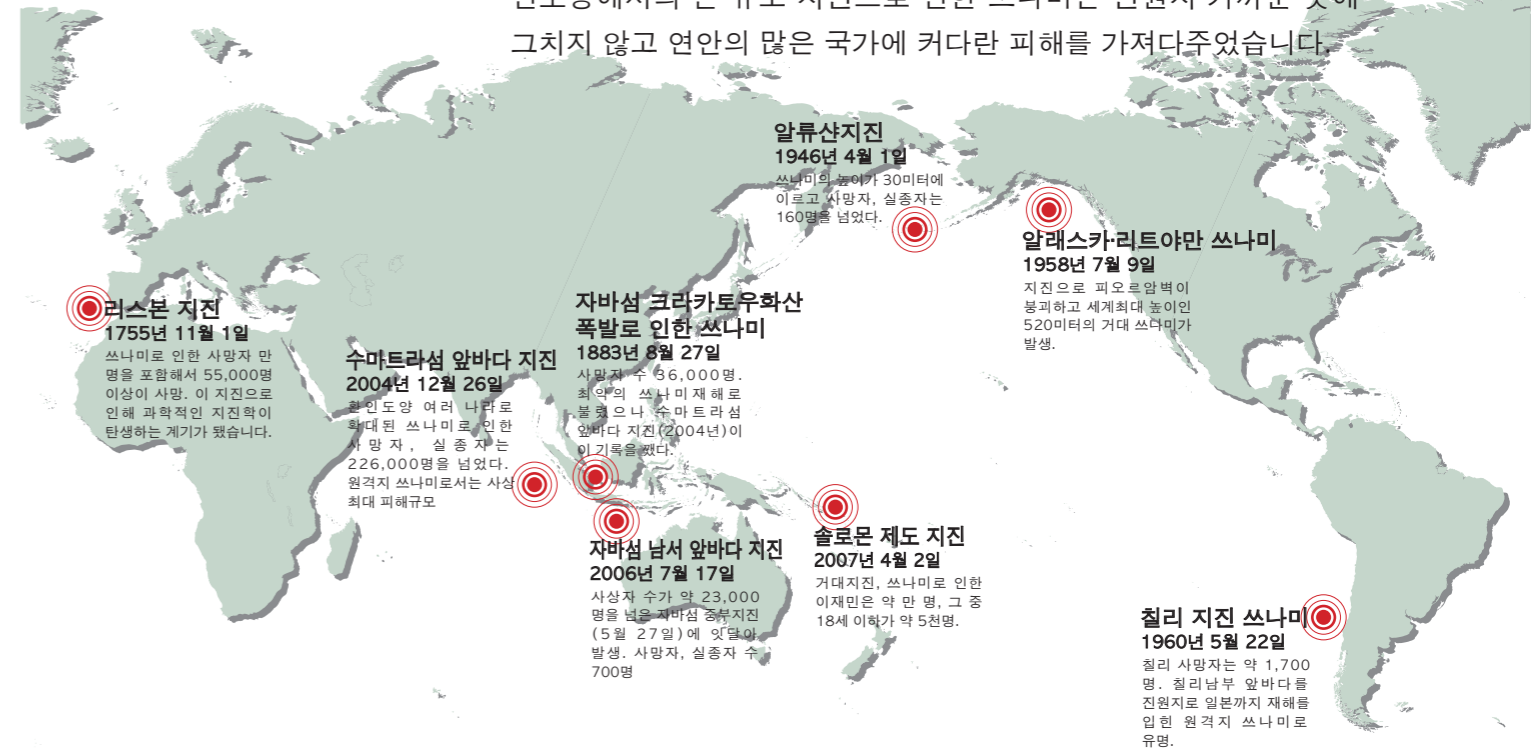 그치지 않고 연안의 많은 국가에 커다란 피해를 가져다주었습니다.
알류샨지진
1946년 4월 1일
쓰나미의 높이가 30미터에
이르고 사망자, 실종자는
160명을 넘었다.
알래스카·리트야만 쓰나미
1958년 7월 9일
지진으로 피오르암벽이
붕괴하고 세계최대 높이인
520미터의 거대 쓰나미가
발생.
리스본 지진
1755년 11월 1일
쓰나미로 인한 사망자 만
명을 포함해서 55,000명
이상이 사망. 이 지진으로
인해 과학적인 지진학이
탄생하는 계기가 됐습니다.
수마트라섬 앞바다 지진
2004년 12월 26일
환인도양 여러 나라로
확대된 쓰나미로 인한
사망자, 실종자는
226,000명을 넘었다.
원격지 쓰나미로서는 사상
최대 피해규모
자바섬 크라카토우화산
폭발로 인한 쓰나미
1883년 8월 27일
사망자 수 36,000명.
최악의 쓰나미재해로
불렸으나 수마트라섬
앞바다 지진(2004년)이
이 기록을 깼다.
자바섬 남서 앞바다 지진
2006년 7월 17일
사상자 수가 약 23,000
명을 넘은 자바섬 중부지진
(5월 27일)에 잇달아
발생. 사망자, 실종자 수
700명
솔로몬 제도 지진
2007년 4월 2일
거대지진, 쓰나미로 인한
이재민은 약 만 명, 그 중
18세 이하가 약 5천명.
칠리 지진 쓰나미
1960년 5월 22일
칠리 사망자는 약 1,700
명. 칠리남부 앞바다를
진원지로 일본까지 재해를
입힌 원격지 쓰나미로
유명.